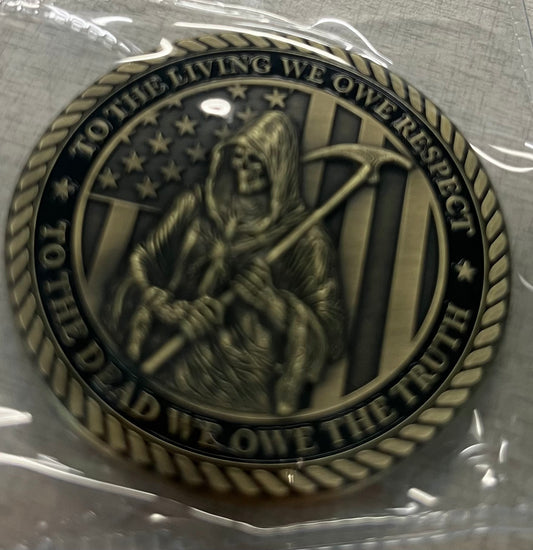 TO THE LIVING WE OWE RESPECT
TO THE DEAD WE OWE THE TRUTH